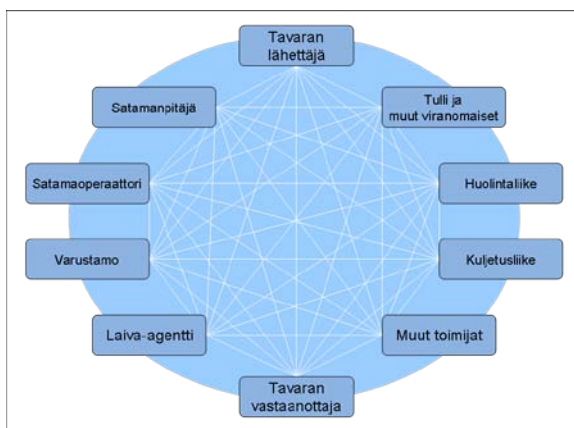 Tavaran
lähettäjä
Satamanpitäjä
Tulli ja
muut viranomaiset
Satamaoperaattori
Huolintaliike
Varustamo
Kuljetusliike
Laiva-agentti
Muut toimijat
Tavaran
vastaanottaja